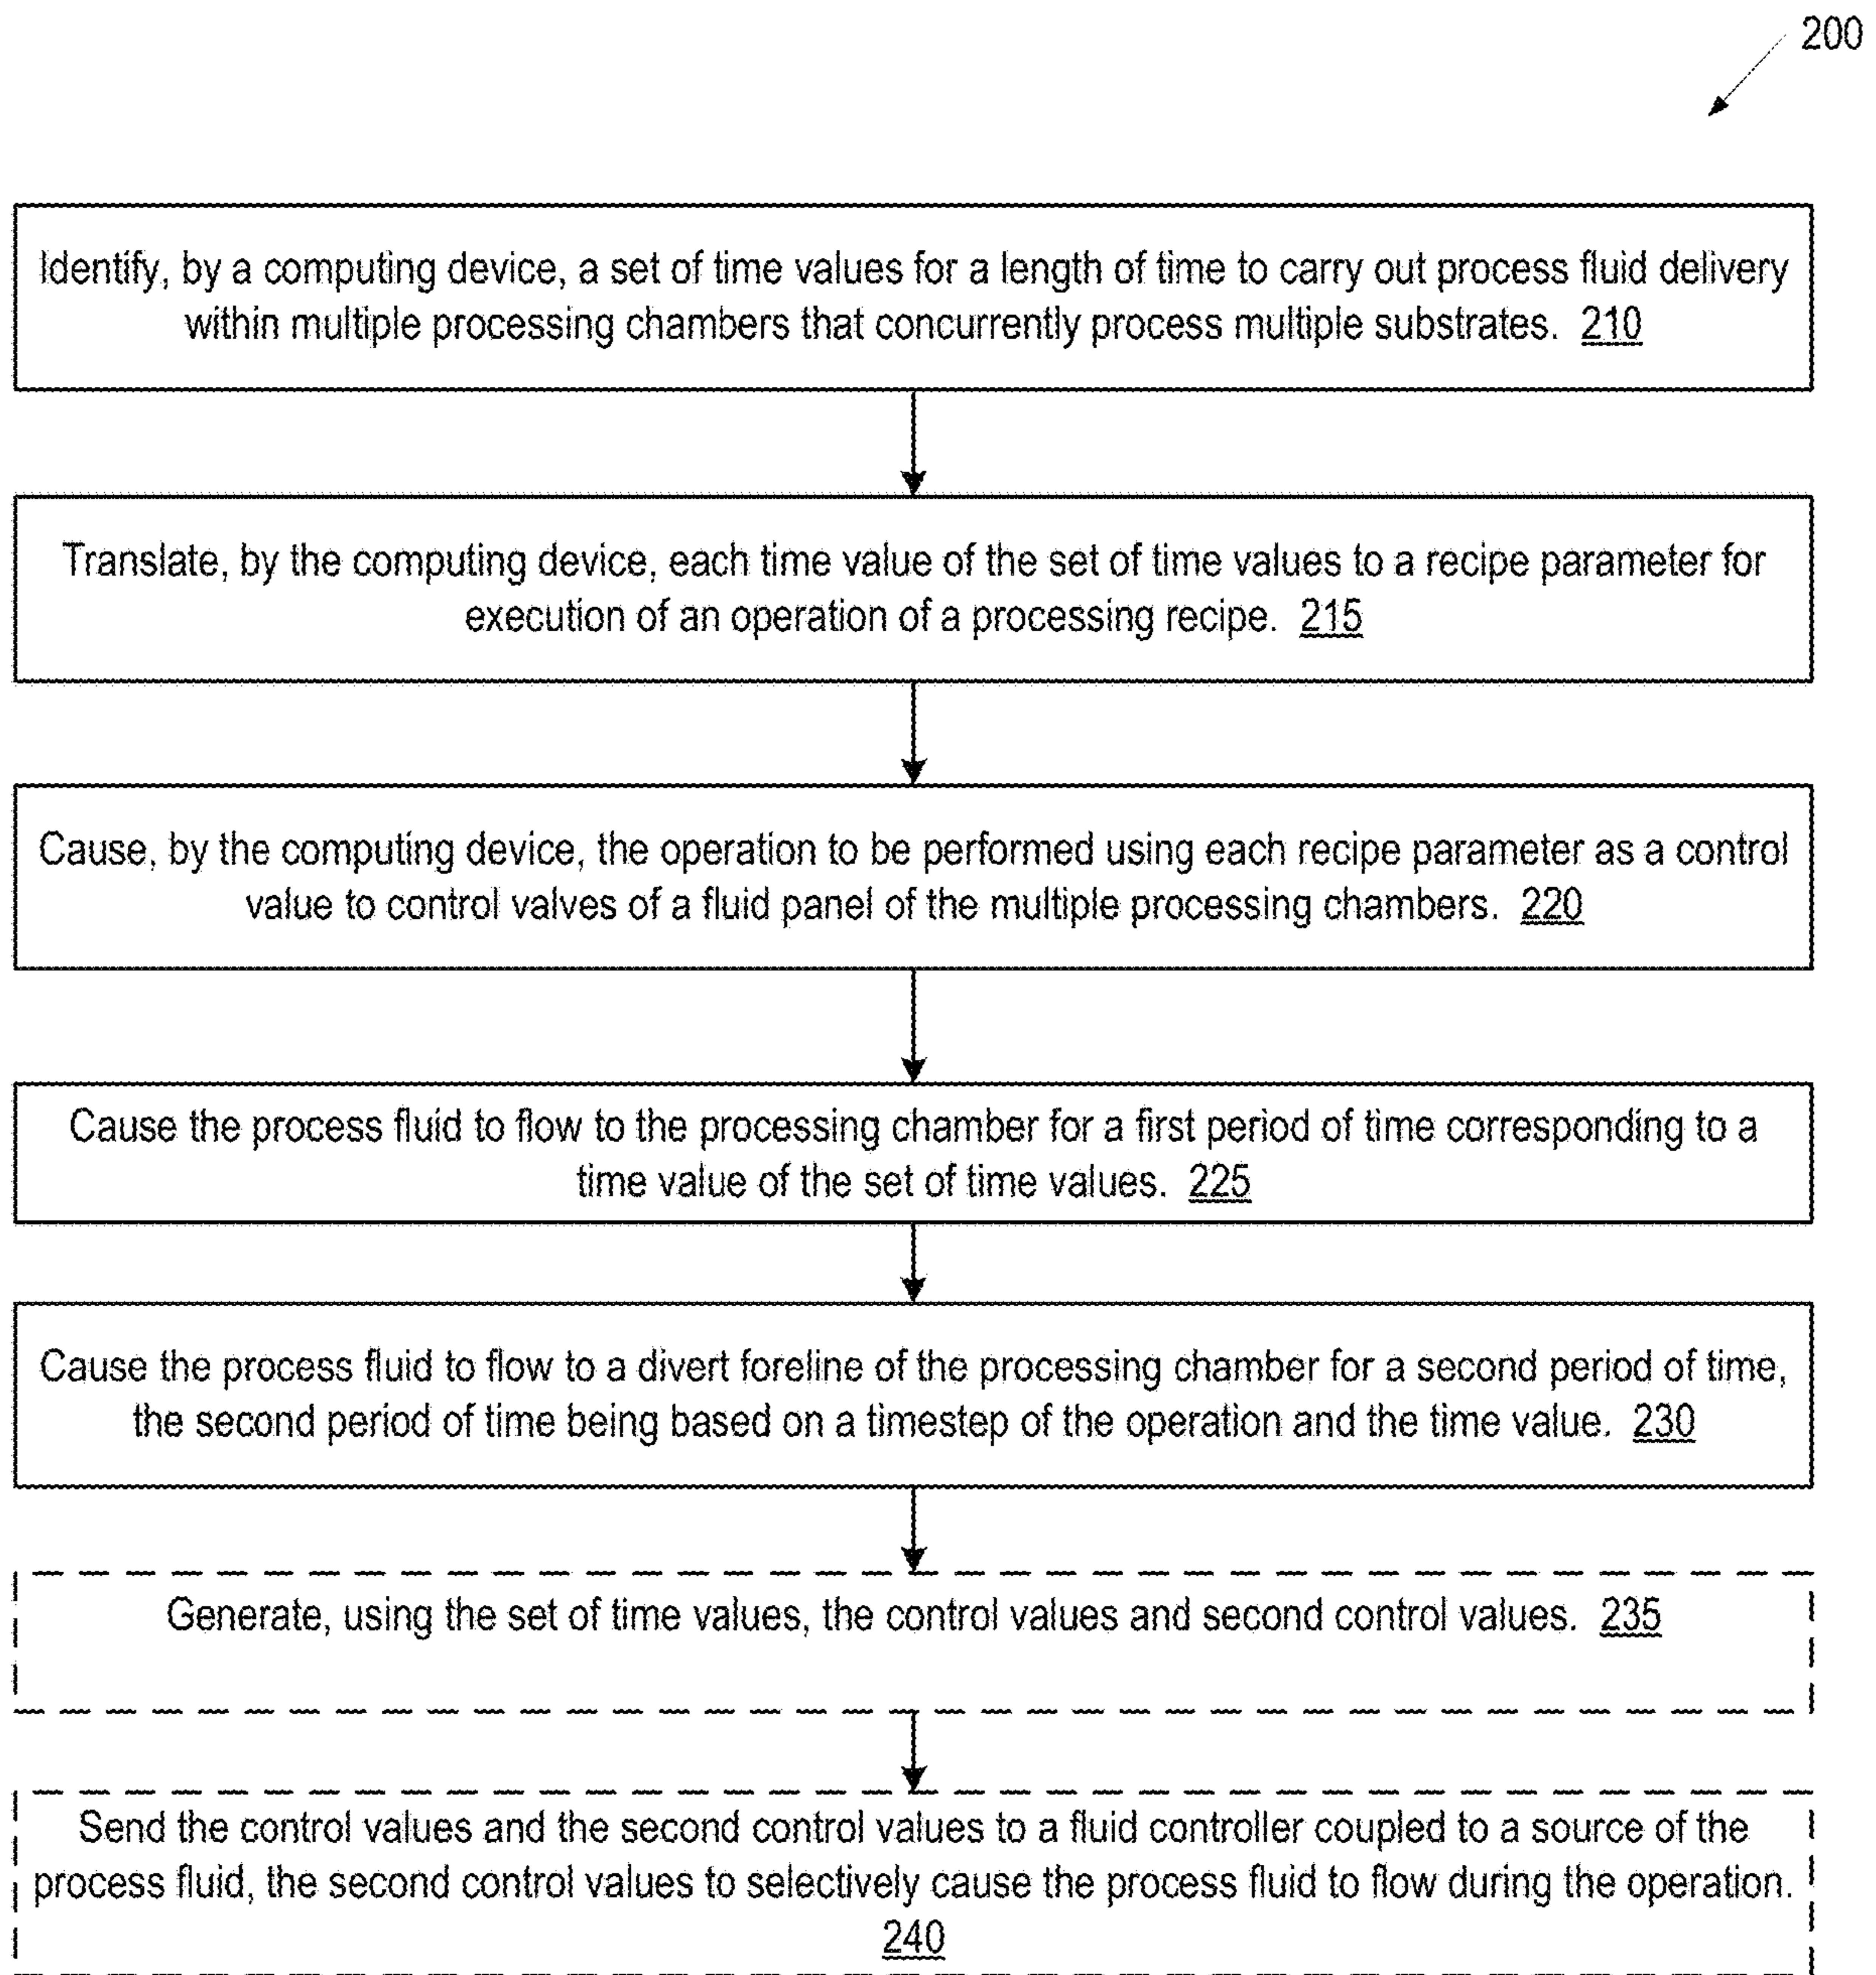 200
Identify, by a computing device, a set of time values for a length of time to carry out process fluid delivery
within multiple processing chambers that concurrently process multiple substrates. 210
Translate, by the computing device, each time value of the set of time values to a recipe parameter for
execution of an operation of a processing recipe. 215
Cause, by the computing device, the operation to be performed using each recipe parameter as a control
value to control valves of a fluid panel of the multiple processing chambers. 220
Cause the process fluid to flow to the processing chamber for a first period of time corresponding to a
time value of the set of time values. 225
Cause the process fluid to flow to a divert foreline of the processing chamber for a second period of time,
the second period of time being based on a timestep of the operation and the time value. 230
Generate, using the set of time values, the control values and second control values. 235
Send the control values and the second control values to a fluid controller coupled to a source of the
process fluid, the second control values to selectively cause the process fluid to flow during the operation.
240